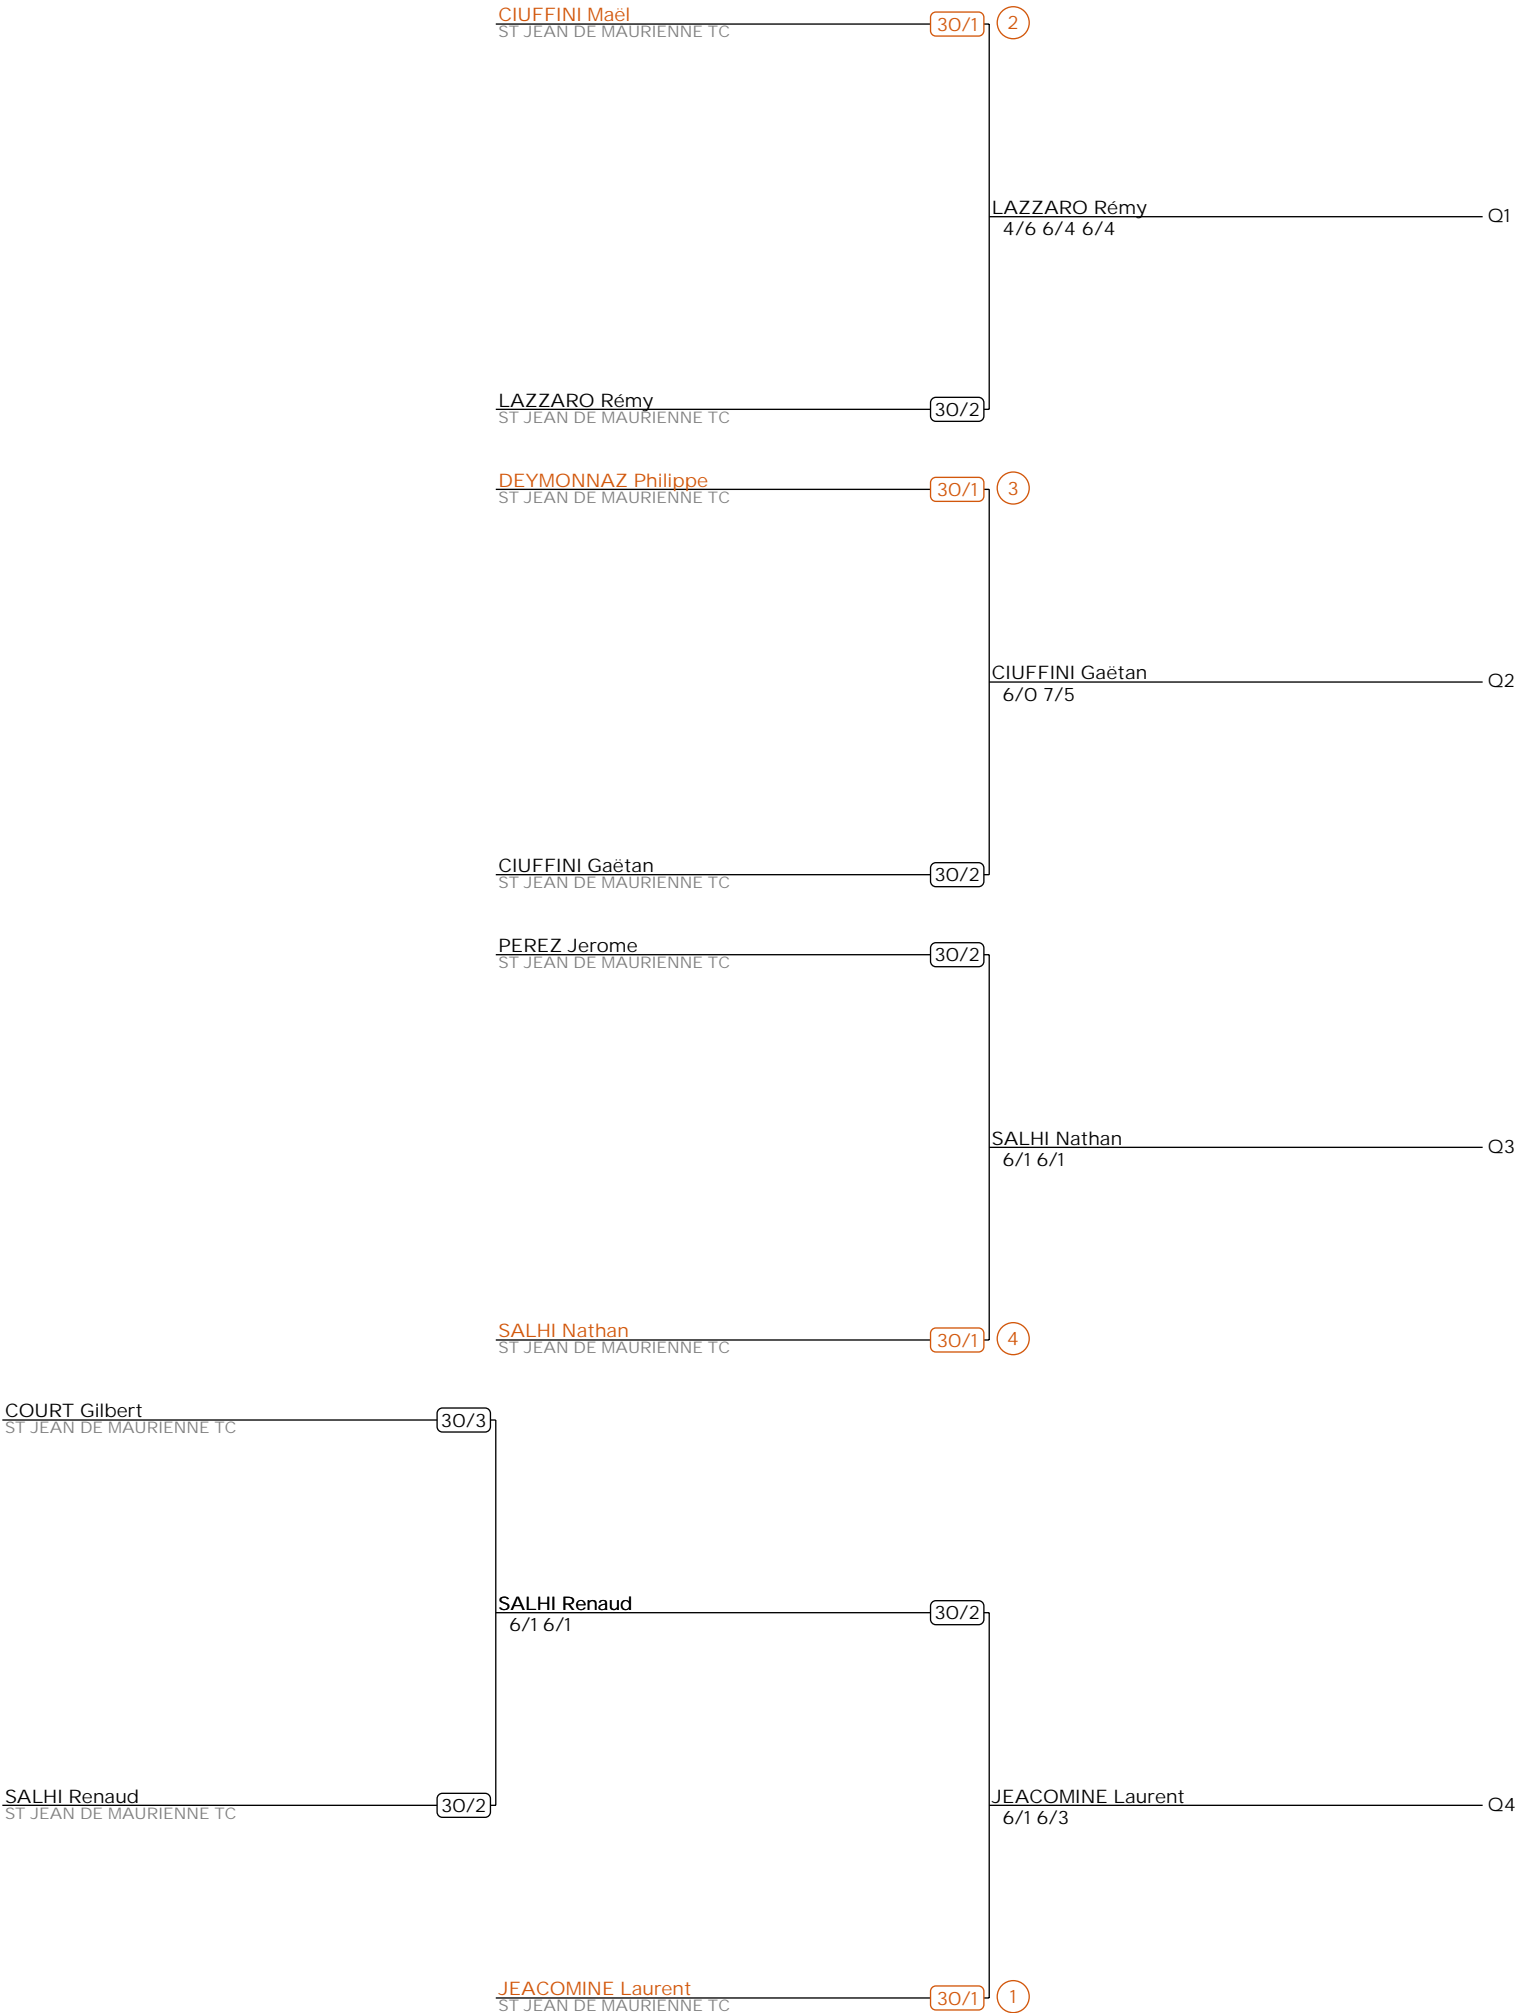 CIUFFINI Maël
ST JEAN DE MAURIENNE TC
30/1
2
LAZZARO Rémy
4/6 6/4 6/4
Q1
LAZZARO Rémy
ST JEAN DE MAURIENNE TC
30/2
DEYMONNAZ Philippe
ST JEAN DE MAURIENNE TC
30/1
3
CIUFFINI Gaëtan
6/0 7/5
Q2
CIUFFINI Gaëtan
ST JEAN DE MAURIENNE TC
30/2
PEREZ Jerome
ST JEAN DE MAURIENNE TC
30/2
SALHI Nathan
6/1 6/1
Q3
SALHI Nathan
ST JEAN DE MAURIENNE TC
30/1
4
COURT Gilbert
ST JEAN DE MAURIENNE TC
30/3
SALHI Renaud
6/1 6/1
30/2
SALHI Renaud
ST JEAN DE MAURIENNE TC
30/2
JEACOMINE Laurent
6/1 6/3
Q4
JEACOMINE Laurent
ST JEAN DE MAURIENNE TC
30/1
1